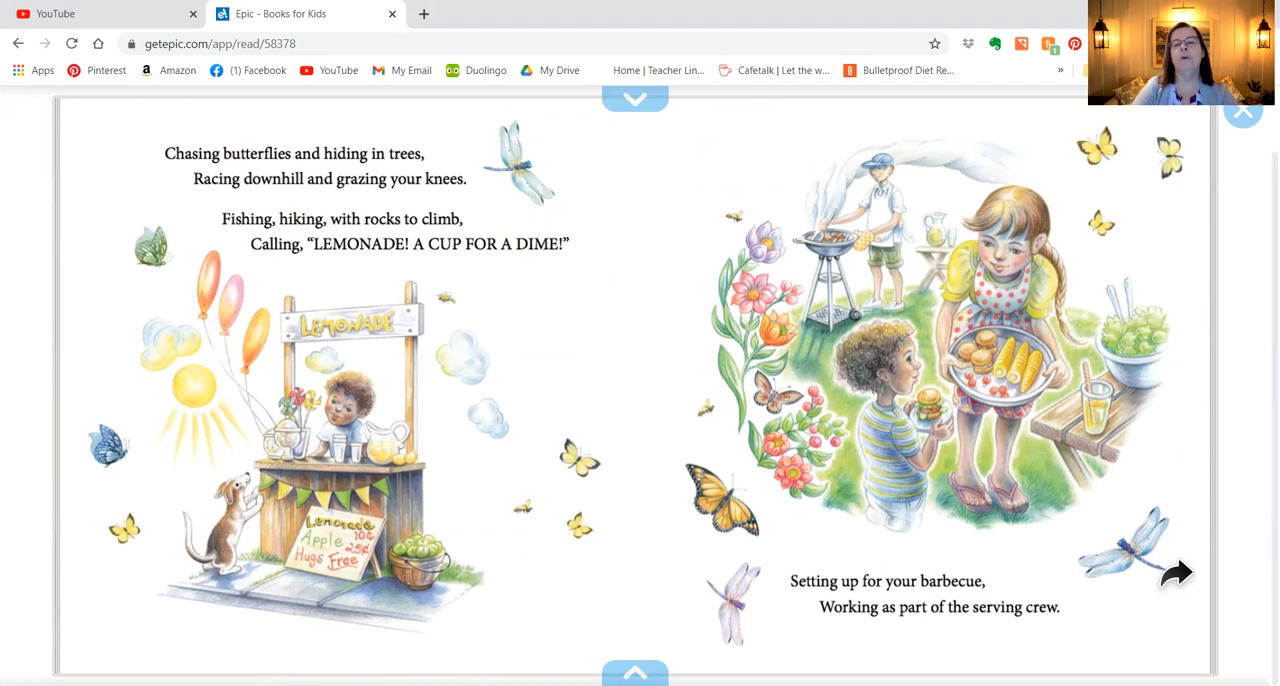 YouTube
Epic - Books for Kids
getepic.com/app/read/58378
Apps
Pinterest
Amazon
(1) Facebook
YouTube
My Email
Duolingo
My Drive
Home | Teacher Lin...
Cafetalk | Let the w...
Bulletproof Diet Re...
»
Chasing butterflies and hiding in trees,
Racing downhill and grazing your knees.
Fishing, hiking, with rocks to climb,
Calling, “LEMONADE! A CUP FOR A DIME!”
LEMONADE
Lemonade
10¢
Apple
25¢
Hugs Free
Setting up for your barbecue,
Working as part of the serving crew.